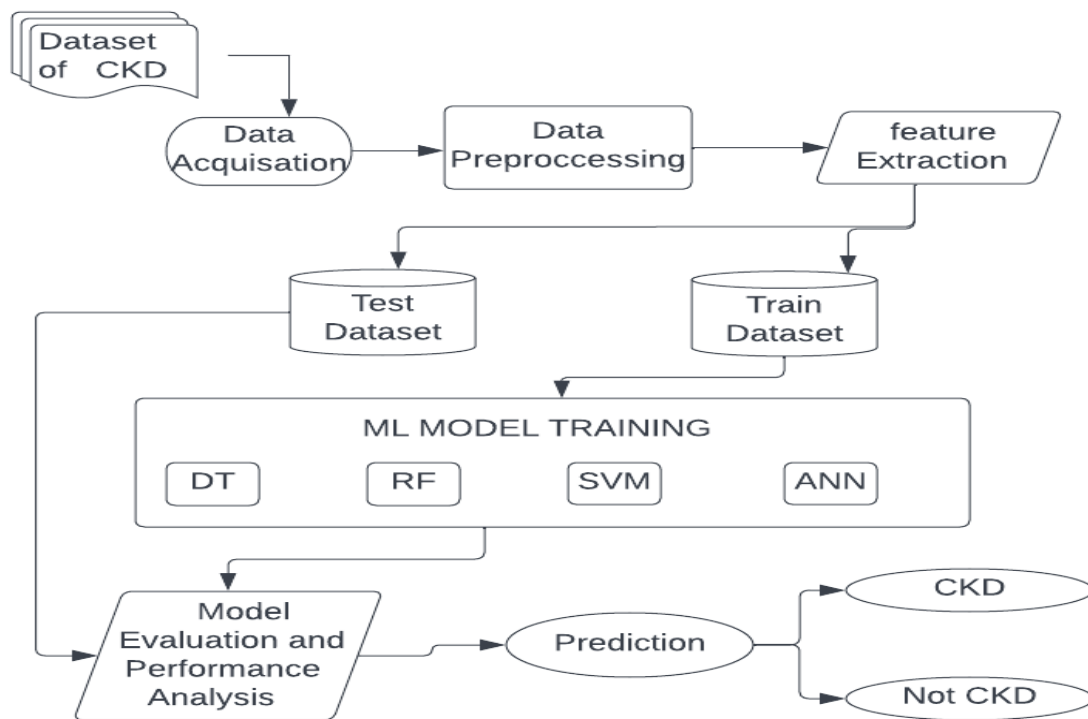 Dataset
of CKD
Data
Acquisation
Data
Preproccessing
feature
Extraction
Test
Dataset
Train
Dataset
ML MODEL TRAINING
DT
RF
SVM
ANN
Model
Evaluation and
Performance
Analysis
Prediction
CKD
Not CKD